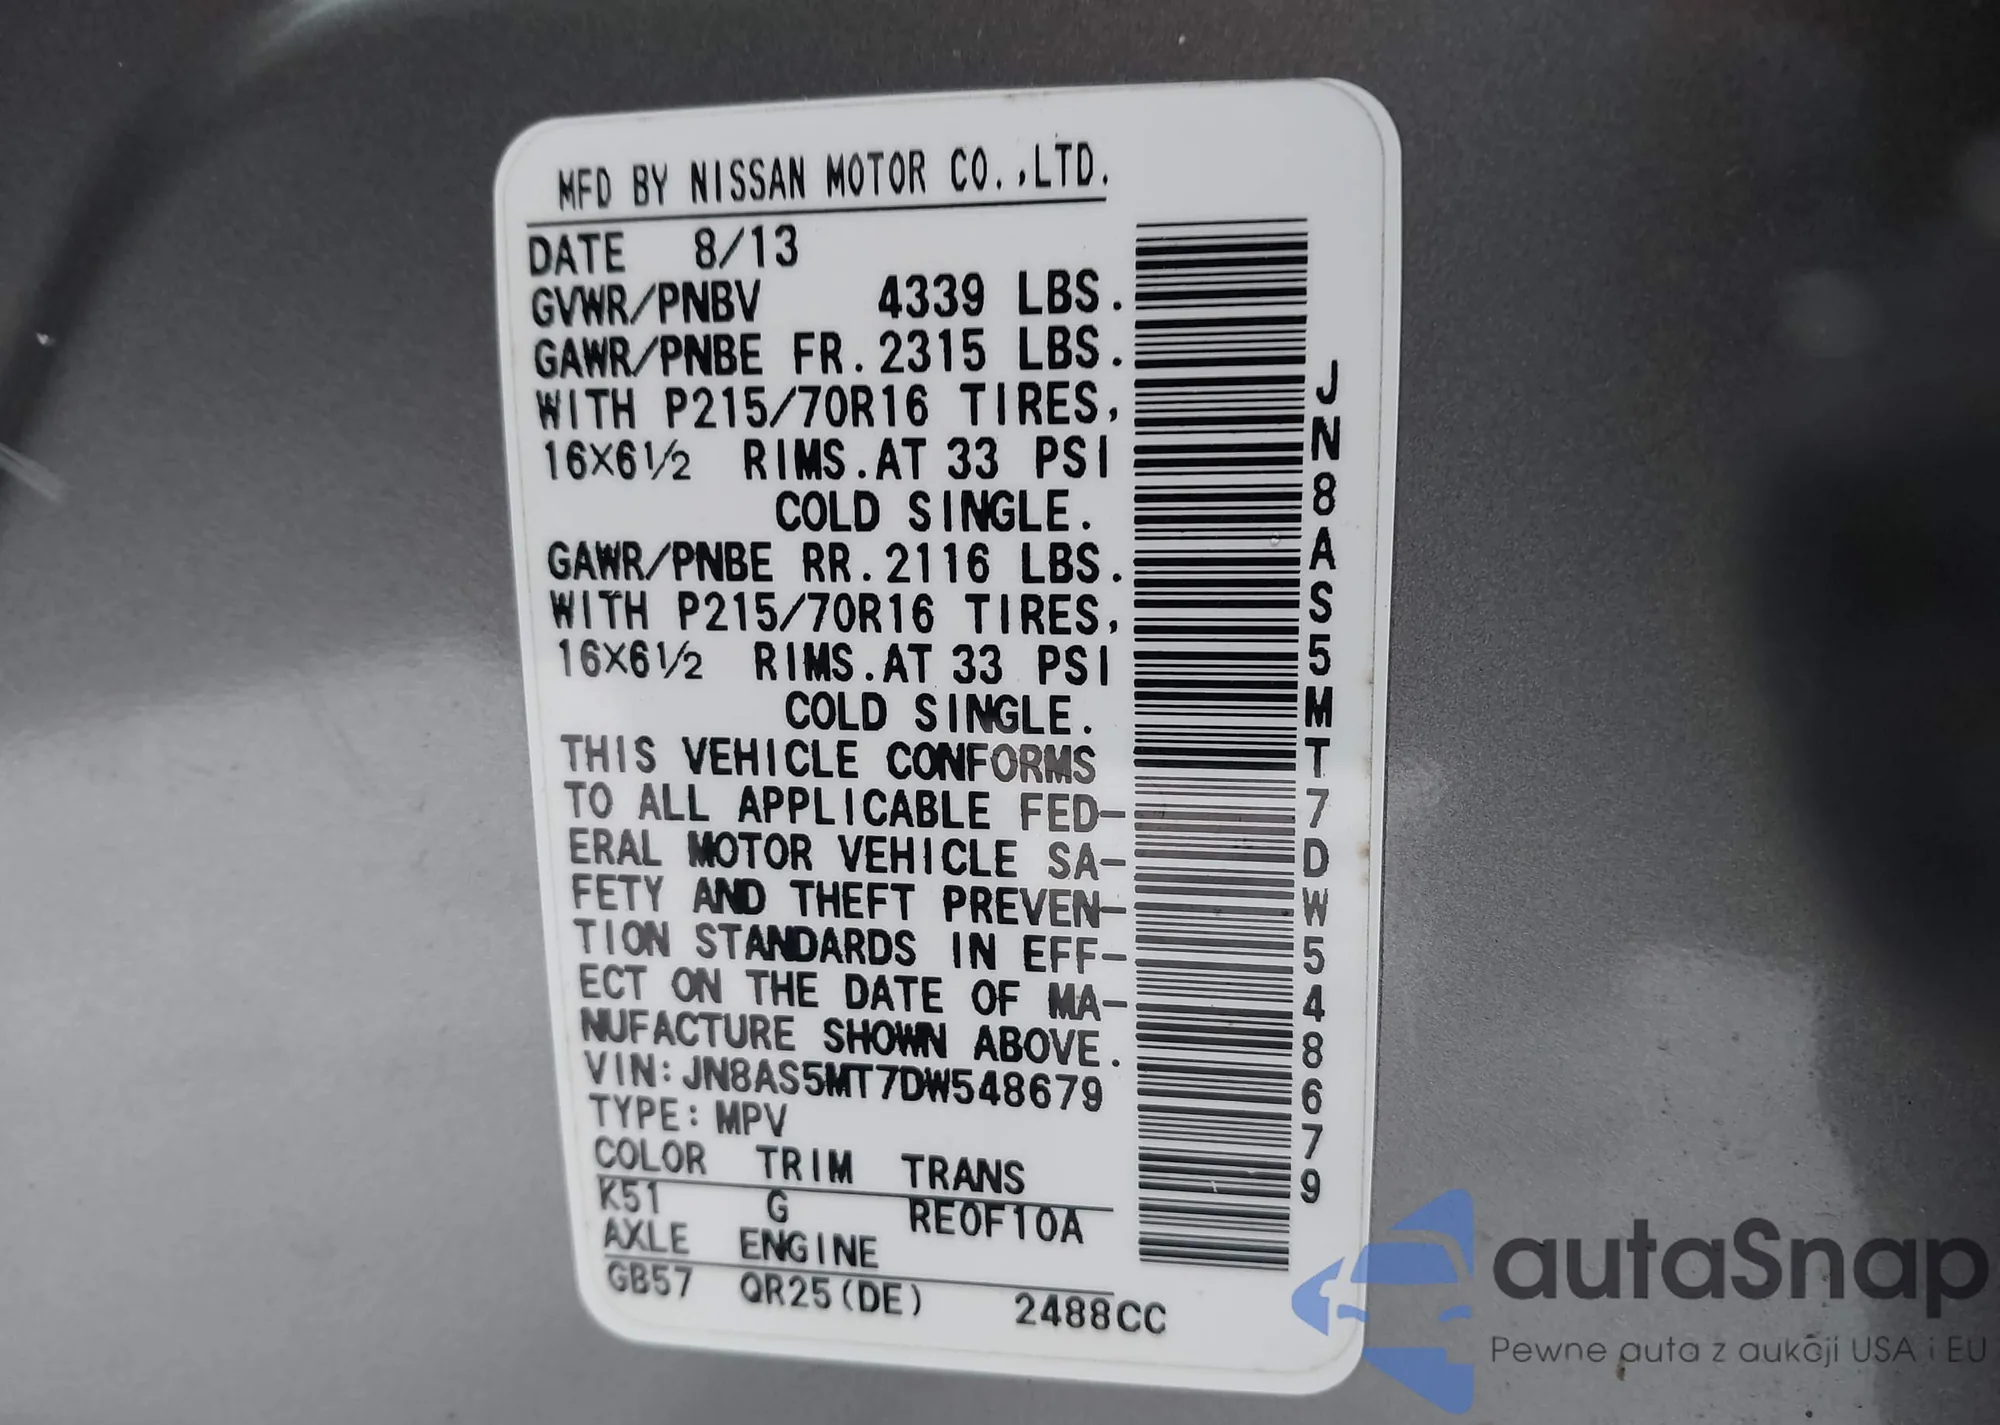 MFD BY NISSAN MOTOR CO.,LTD.
DATE 8/13
GVWR/PNBV 4339 LBS.
GAWR/PNBE FR.2315 LBS.
WITH P215/70R16 TIRES,
16X6½ RIMS.AT 33 PSI
COLD SINGLE.
GAWR/PNBE RR.2116 LBS.
WITH P215/70R16 TIRES,
16X6½ RIMS.AT 33 PSI
COLD SINGLE.
THIS VEHICLE CONFORMS
TO ALL APPLICABLE FED-
ERAL MOTOR VEHICLE SA-
FETY AND THEFT PREVEN-
TION STANDARDS IN EFF-
ECT ON THE DATE OF MA-
NUFACTURE SHOWN ABOVE.
VIN:JN8AS5MT7DW548679
TYPE:MPV
COLOR TRIM TRANS
K51 G RE0F10A
AXLE ENGINE
GB57 QR25(DE) 2488CC
JN8AS5MT7DW548679
autaSnap
Pewne auta z aukcji USA i EU